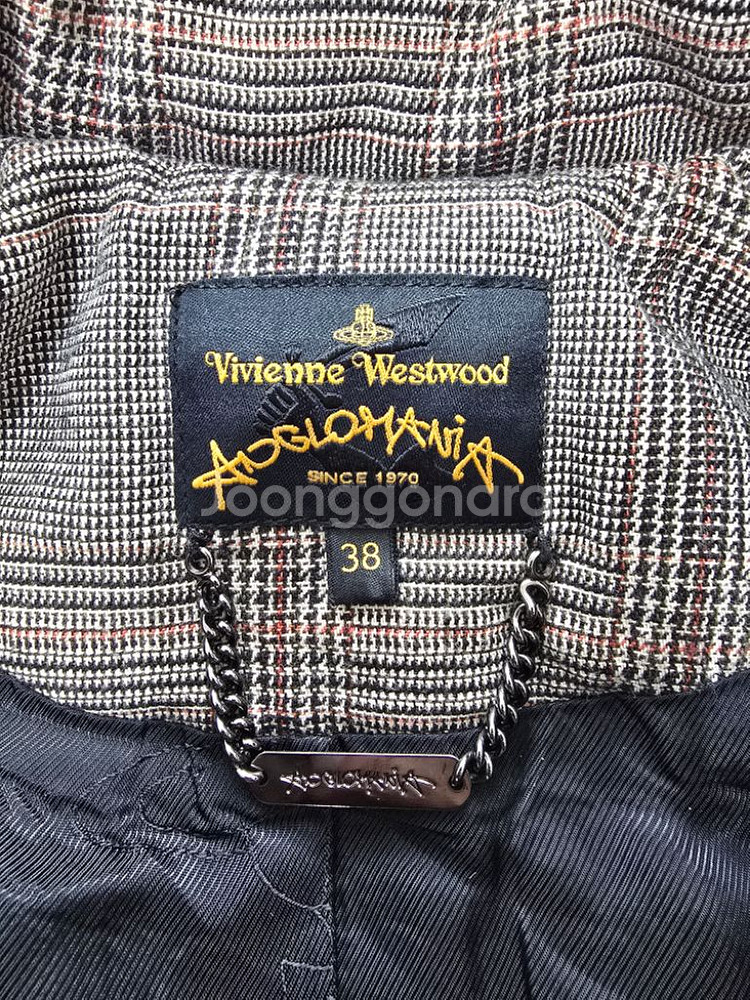 Vivienne Westwood
ANGLOMANIA
SINCE 1970
Joonggonara
38
ANGLOMANIA